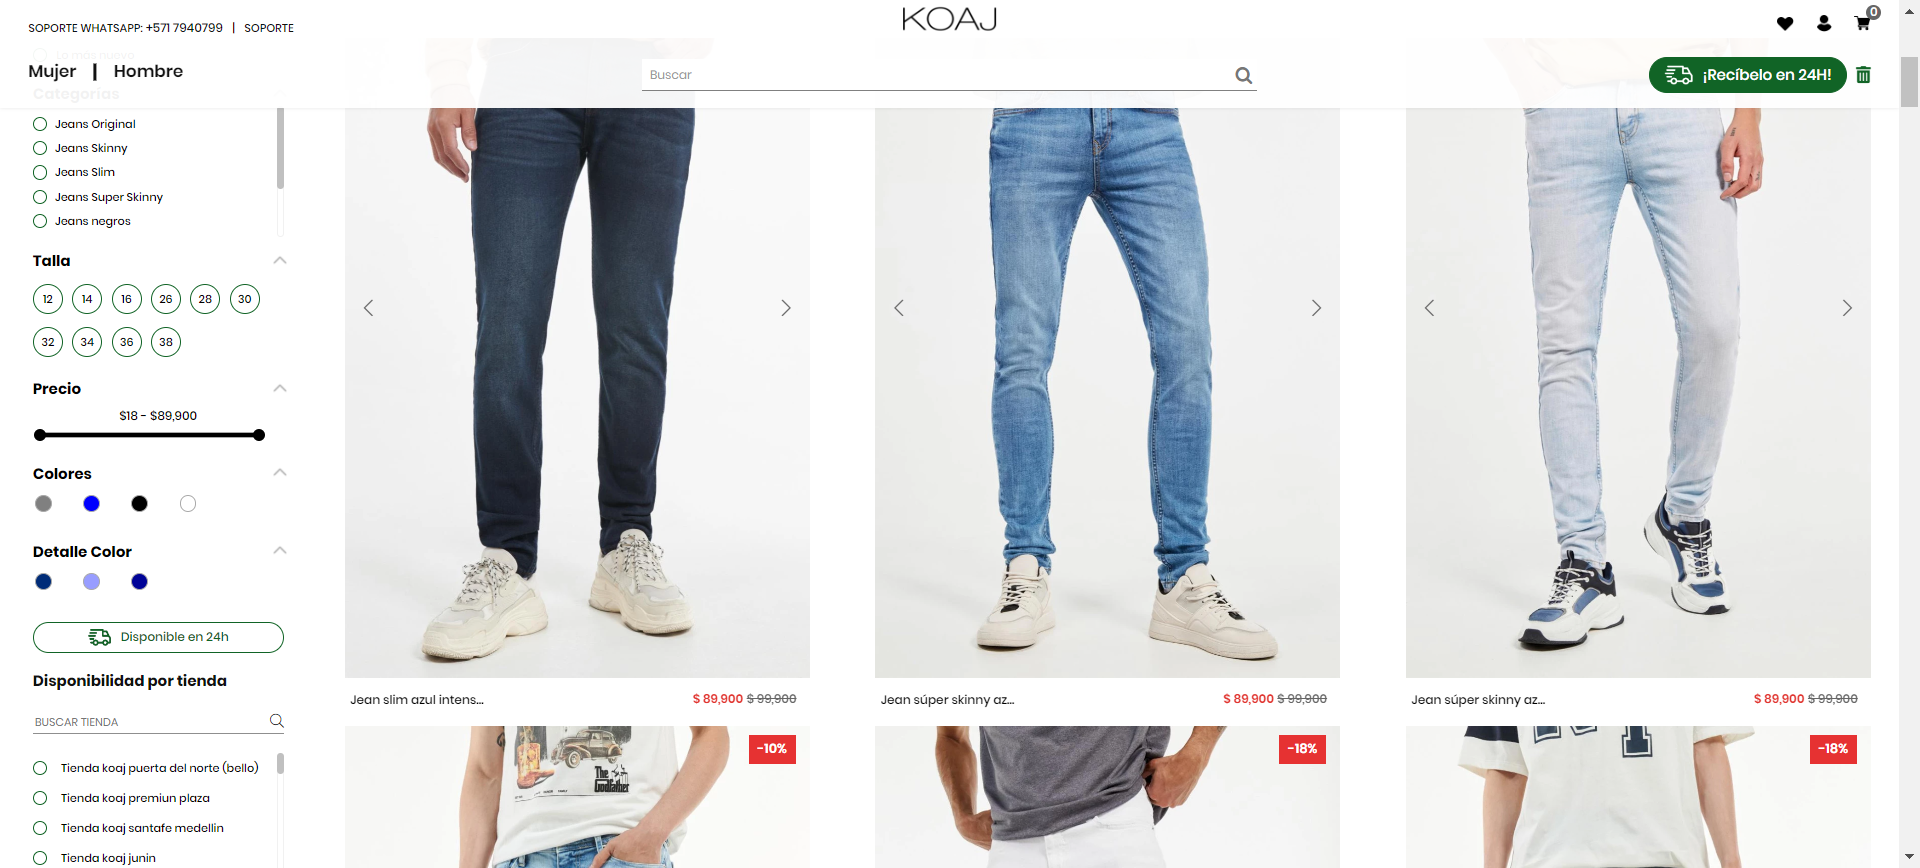 SOPORTE WHATSAPP: +571 7940799 | SOPORTE
KOAJ
0
Lo más nuevo
Mujer | Hombre
Buscar
¡Recíbelo en 24H!
Categorías
Jeans Original
Jeans Skinny
Jeans Slim
Jeans Super Skinny
Jeans negros
Talla
12 14 16 26 28 30
32 34 36 38
Precio
$18 - $89,900
Colores
Detalle Color
Disponible en 24h
Disponibilidad por tienda
BUSCAR TIENDA
Tienda koaj puerta del norte (bello)
Tienda koaj premiun plaza
Tienda koaj santafe medellin
Tienda koaj junin
Jean slim azul intens... $ 89,900 $ 99,900
Jean súper skinny az... $ 89,900 $ 99,900
Jean súper skinny az... $ 89,900 $ 99,900
-10%
The
Godfather
-18%
-18%